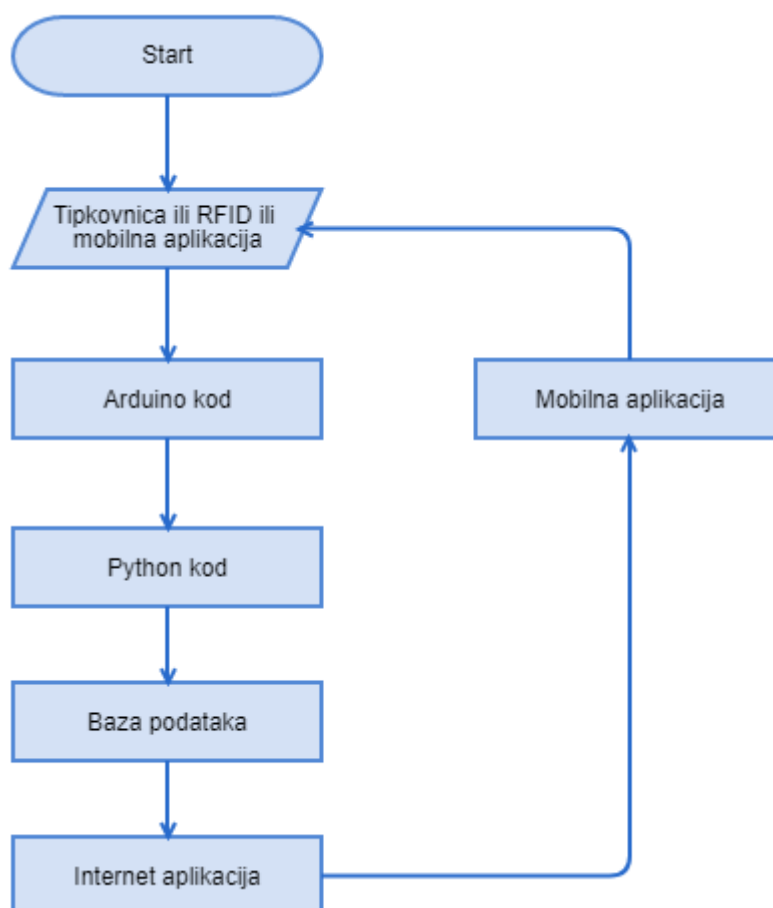 Start
Tipkovnica ili RFID ili
mobilna aplikacija
Arduino kod
Mobilna aplikacija
Python kod
Baza podataka
Internet aplikacija